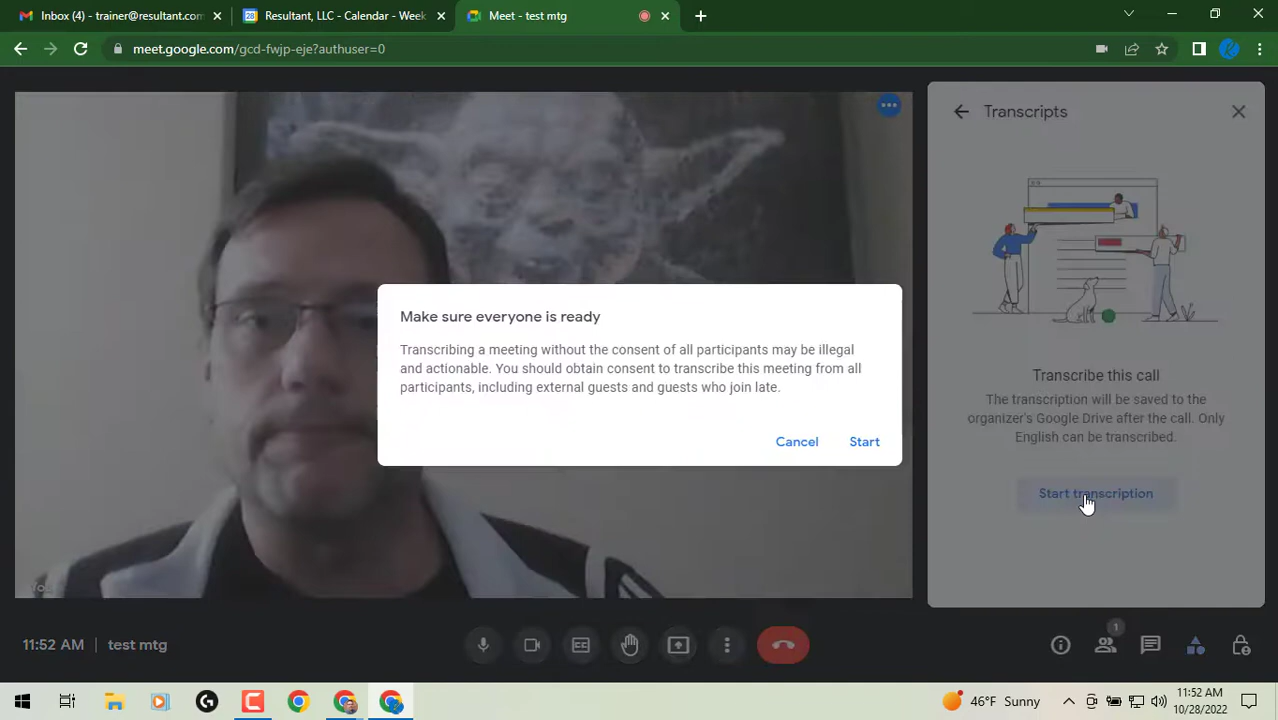 Inbox (4) - trainer@resultant.com
28
Resultant, LLC - Calendar - Week
Meet - test mtg
meet.google.com/gcd-fwjp-eje?authuser=0
Transcripts
Make sure everyone is ready
Transcribing a meeting without the consent of all participants may be illegal
and actionable. You should obtain consent to transcribe this meeting from all
participants, including external guests and guests who join late.
Cancel
Start
Transcribe this call
The transcription will be saved to the
organizer's Google Drive after the call. Only
English can be transcribed.
Start transcription
11:52 AM | test mtg
1
46°F Sunny
11:52 AM
10/28/2022